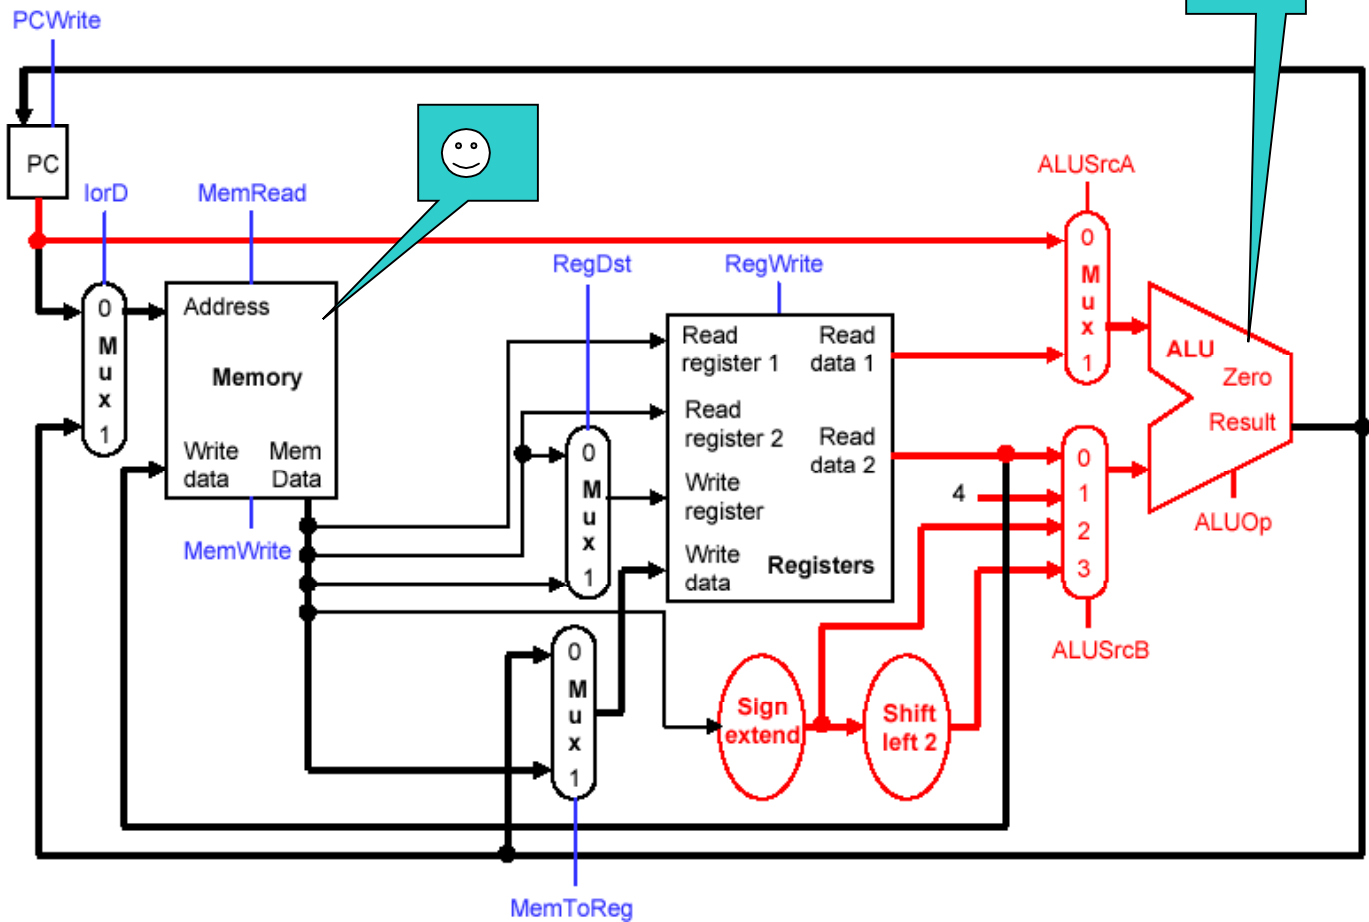 PCWrite
PC
IorD
MemRead
ALUSrcA
0
M
u
x
1
Address
Memory
Write
data
Mem
Data
MemWrite
RegDst
0
M
u
x
1
RegWrite
Read
register 1
Read
data 1
Read
register 2
Read
data 2
Write
register
Write
data
Registers
0
M
u
x
1
ALU
Zero
Result
ALUOp
4
0
1
2
3
ALUSrcB
0
M
u
x
1
Sign
extend
Shift
left 2
MemToReg